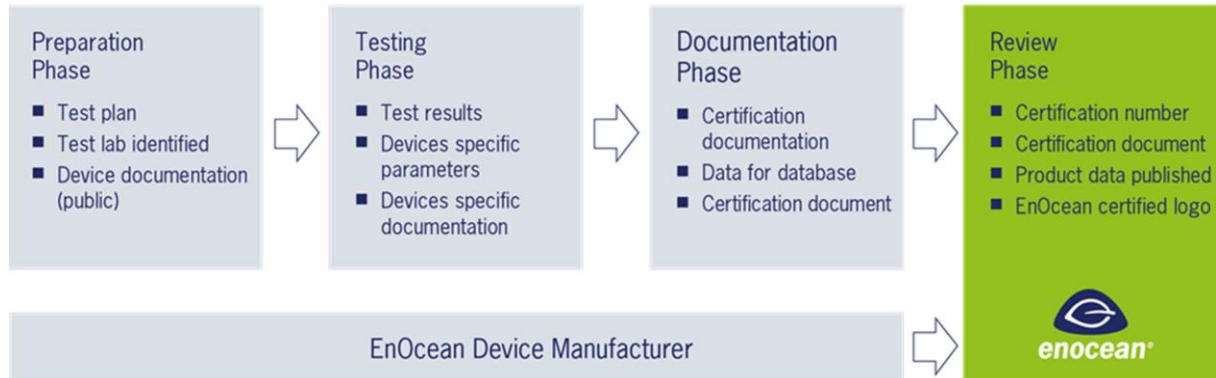 Preparation
Phase
Test plan
Test lab identified
Device documentation
(public)
Testing
Phase
Test results
Devices specific
parameters
Devices specific
documentation
Documentation
Phase
Certification
documentation
Data for database
Certification document
Review
Phase
Certification number
Certification document
Product data published
EnOcean certified logo
EnOcean Device Manufacturer
enocean®